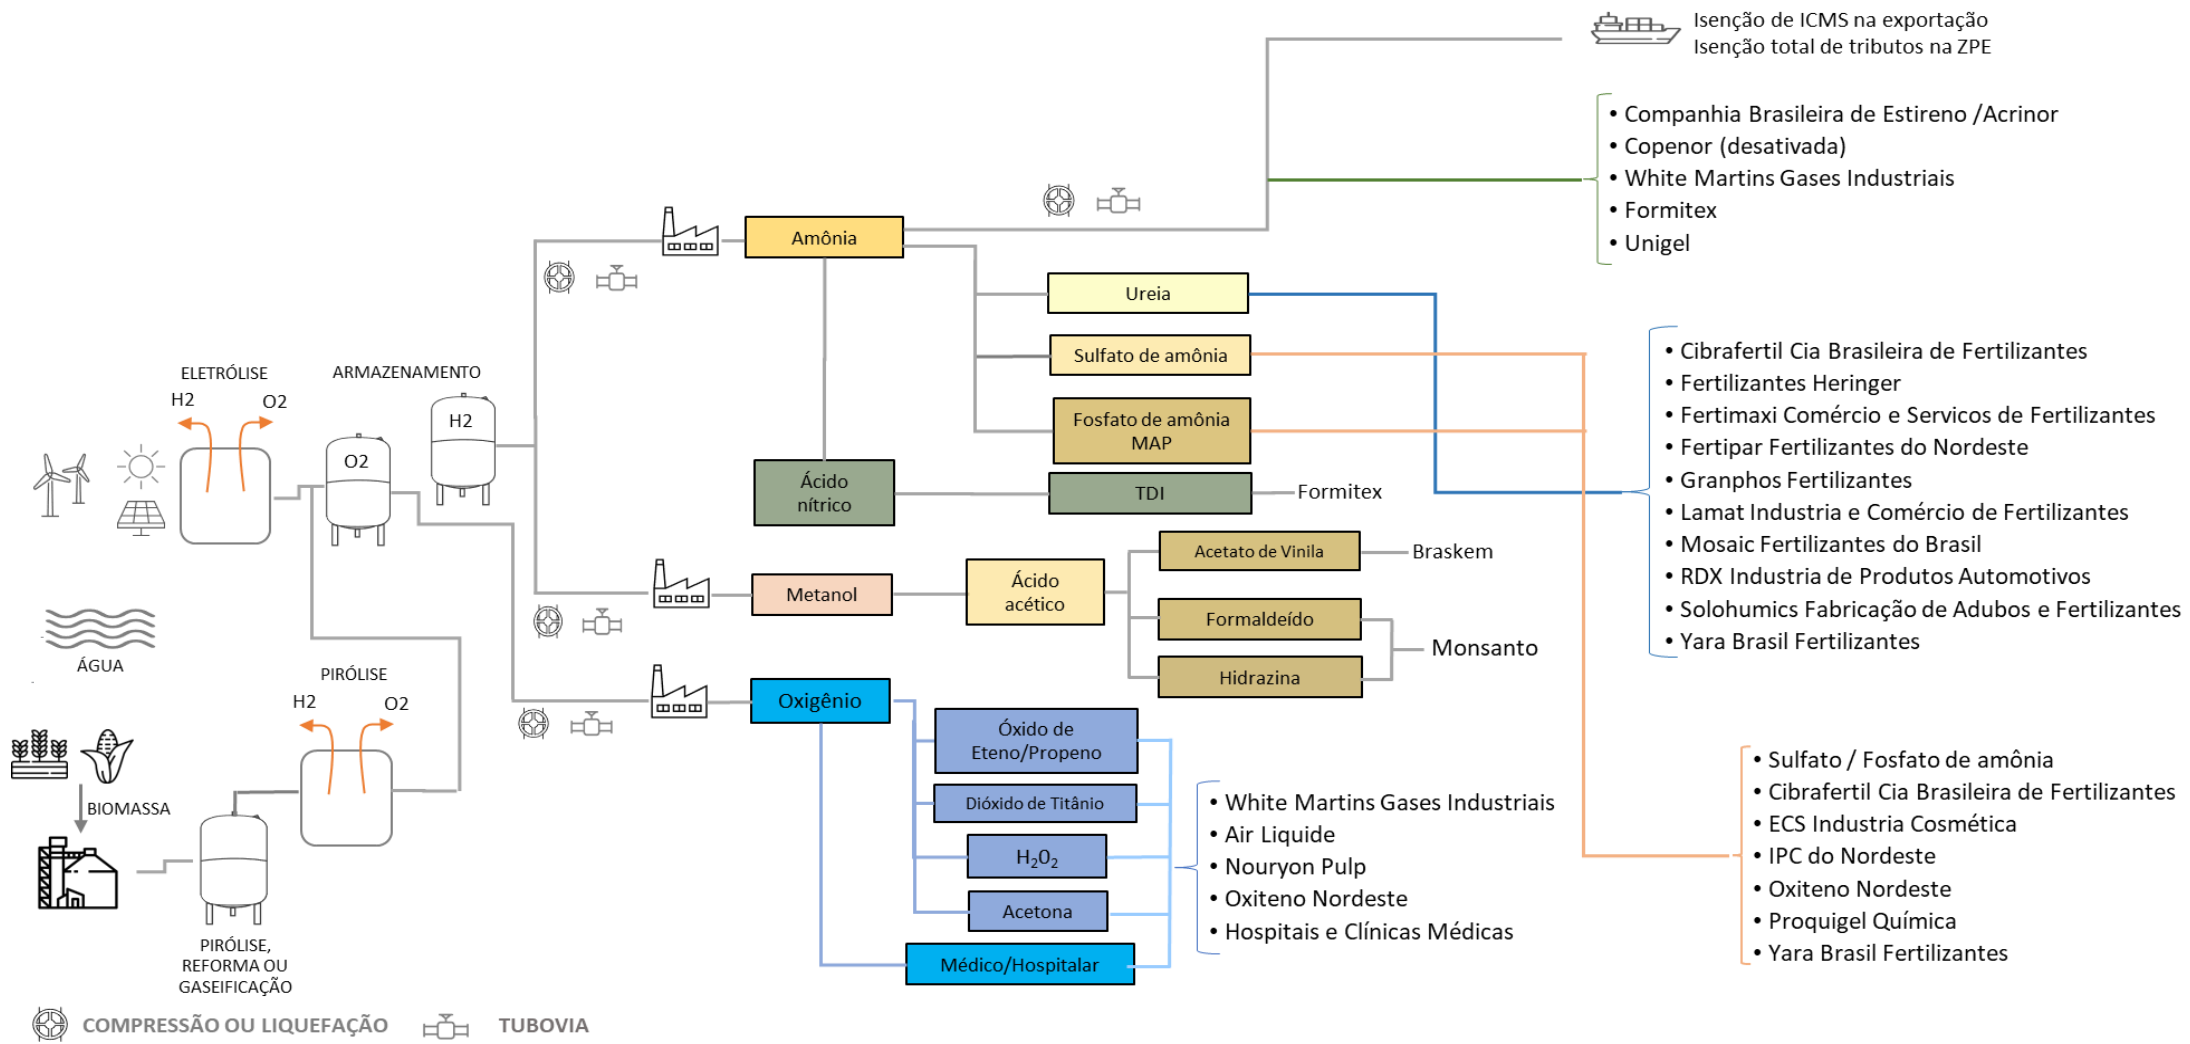 Isenção de ICMS na exportação
Isenção total de tributos na ZPE
• Companhia Brasileira de Estireno /Acrinor
• Copenor (desativada)
• White Martins Gases Industriais
• Formitex
• Unigel
Amônia
Ureia
Sulfato de amônia
Fosfato de amônia
MAP
Ácido
nítrico
TDI
Formitex
• Cibrafertil Cia Brasileira de Fertilizantes
• Fertilizantes Heringer
• Fertimaxi Comércio e Servicos de Fertilizantes
• Fertipar Fertilizantes do Nordeste
• Granphos Fertilizantes
• Lamat Industria e Comércio de Fertilizantes
• Mosaic Fertilizantes do Brasil
• RDX Industria de Produtos Automotivos
• Solohumics Fabricação de Adubos e Fertilizantes
• Yara Brasil Fertilizantes
ELETRÓLISE
H2
O2
ARMAZENAMENTO
H2
O2
ÁGUA
Metanol
Ácido
acético
Acetato de Vinila
Braskem
Formaldeído
Hidrazina
Monsanto
PIRÓLISE
H2
O2
BIOMASSA
PIRÓLISE,
REFORMA OU
GASEIFICAÇÃO
Oxigênio
Óxido de
Eteno/Propeno
Dióxido de Titânio
H₂O₂
Acetona
Médico/Hospitalar
• White Martins Gases Industriais
• Air Liquide
• Nouryon Pulp
• Oxiteno Nordeste
• Hospitais e Clínicas Médicas
• Sulfato / Fosfato de amônia
• Cibrafertil Cia Brasileira de Fertilizantes
• ECS Industria Cosmética
• IPC do Nordeste
• Oxiteno Nordeste
• Proquigel Química
• Yara Brasil Fertilizantes
COMPRESSÃO OU LIQUEFAÇÃO
TUBOVIA